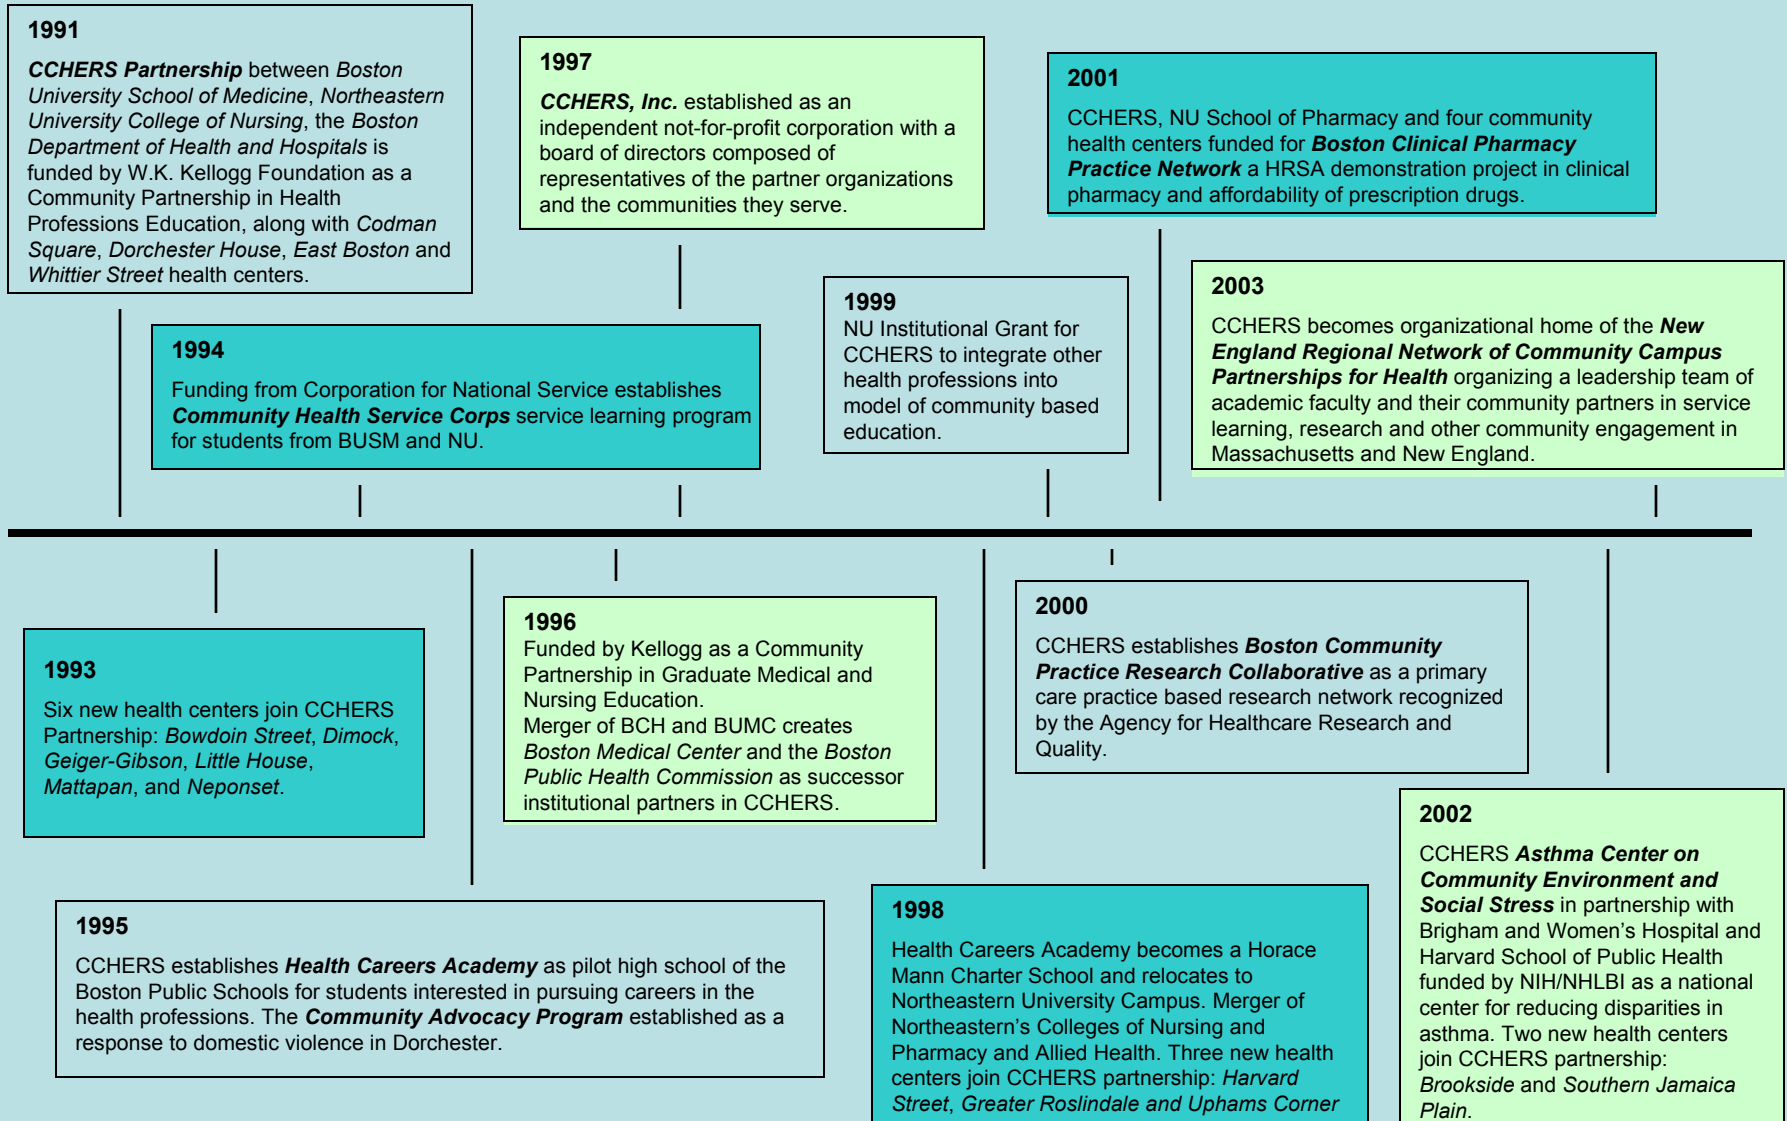 1991
CCHERS Partnership between Boston
University School of Medicine, Northeastern
University College of Nursing, the Boston
Department of Health and Hospitals is
funded by W.K. Kellogg Foundation as a
Community Partnership in Health
Professions Education, along with Codman
Square, Dorchester House, East Boston and
Whittier Street health centers.
1997
CCHERS, Inc. established as an
independent not-for-profit corporation with a
board of directors composed of
representatives of the partner organizations
and the communities they serve.
2001
CCHERS, NU School of Pharmacy and four community
health centers funded for Boston Clinical Pharmacy
Practice Network a HRSA demonstration project in clinical
pharmacy and affordability of prescription drugs.
1994
Funding from Corporation for National Service establishes
Community Health Service Corps service learning program
for students from BUSM and NU.
1999
NU Institutional Grant for
CCHERS to integrate other
health professions into
model of community based
education.
2003
CCHERS becomes organizational home of the New
England Regional Network of Community Campus
Partnerships for Health organizing a leadership team of
academic faculty and their community partners in service
learning, research and other community engagement in
Massachusetts and New England.
1993
Six new health centers join CCHERS
Partnership: Bowdoin Street, Dimock,
Geiger-Gibson, Little House,
Mattapan, and Neponset.
1996
Funded by Kellogg as a Community
Partnership in Graduate Medical and
Nursing Education.
Merger of BCH and BUMC creates
Boston Medical Center and the Boston
Public Health Commission as successor
institutional partners in CCHERS.
2000
CCHERS establishes Boston Community
Practice Research Collaborative as a primary
care practice based research network recognized
by the Agency for Healthcare Research and
Quality.
1995
CCHERS establishes Health Careers Academy as pilot high school of the
Boston Public Schools for students interested in pursuing careers in the
health professions. The Community Advocacy Program established as a
response to domestic violence in Dorchester.
1998
Health Careers Academy becomes a Horace
Mann Charter School and relocates to
Northeastern University Campus. Merger of
Northeastern's Colleges of Nursing and
Pharmacy and Allied Health. Three new health
centers join CCHERS partnership: Harvard
Street, Greater Roslindale and Uphams Corner
2002
CCHERS Asthma Center on
Community Environment and
Social Stress in partnership with
Brigham and Women's Hospital and
Harvard School of Public Health
funded by NIH/NHLBI as a national
center for reducing disparities in
asthma. Two new health centers
join CCHERS partnership:
Brookside and Southern Jamaica
Plain.